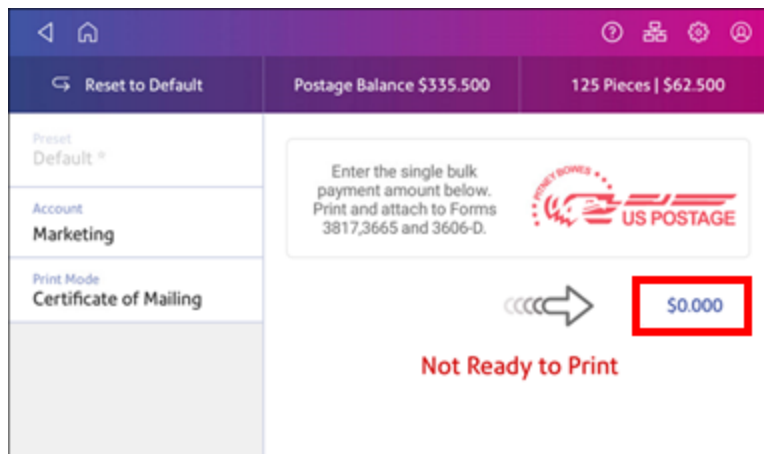 Reset to Default
Postage Balance $335.500
125 Pieces | $62.500
Preset
Default *
Account
Marketing
Print Mode
Certificate of Mailing
Enter the single bulk
payment amount below.
Print and attach to Forms
3817,3665 and 3606-D.
PITNEY BOWES
US POSTAGE
$0.000
Not Ready to Print